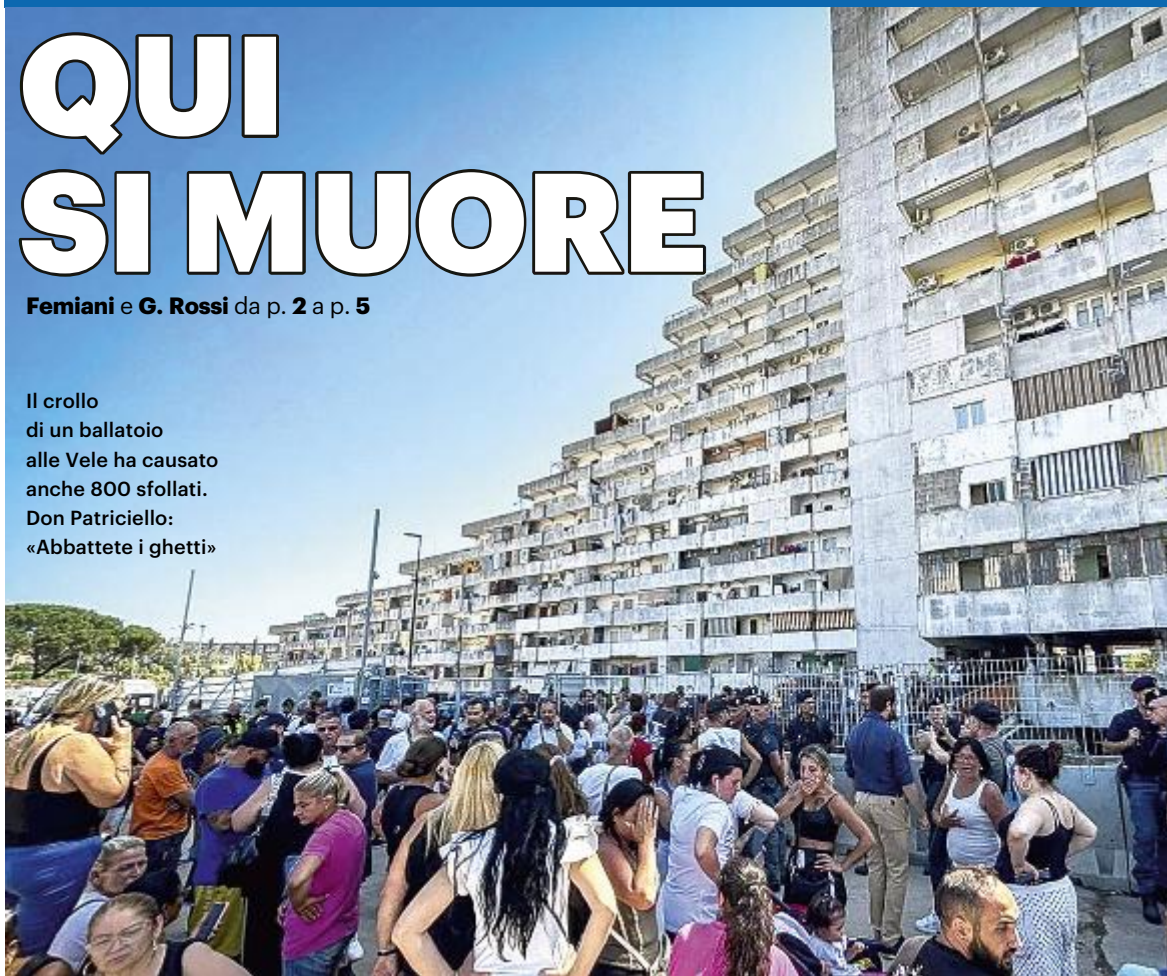 QUI
SI MUORE
Femiani e G. Rossi da p. 2 a p. 5
Il crollo
di un ballatoio
alle Vele ha causato
anche 800 sfollati.
Don Patriciello:
«Abbattete i ghetti»